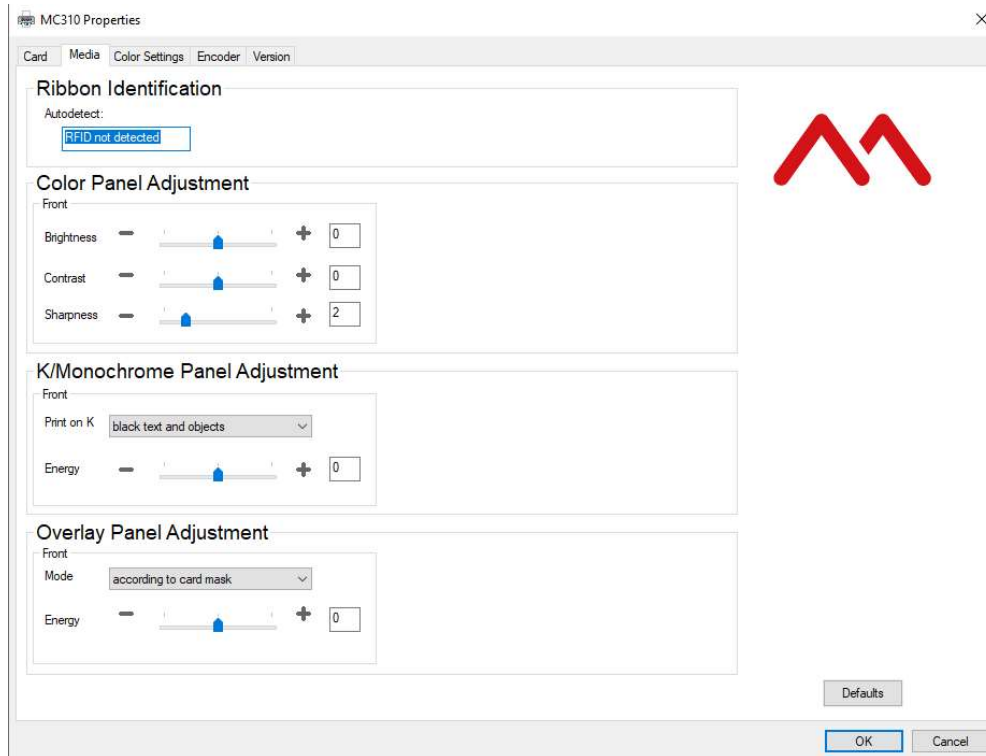 MC310 Properties
Card Media Color Settings Encoder Version
Ribbon Identification
Autodetect:
RFID not detected
Color Panel Adjustment
Front
Brightness 0
Contrast 0
Sharpness 2
K/Monochrome Panel Adjustment
Front
Print on K black text and objects
Energy 0
Overlay Panel Adjustment
Front
Mode according to card mask
Energy 0
Defaults
OK Cancel